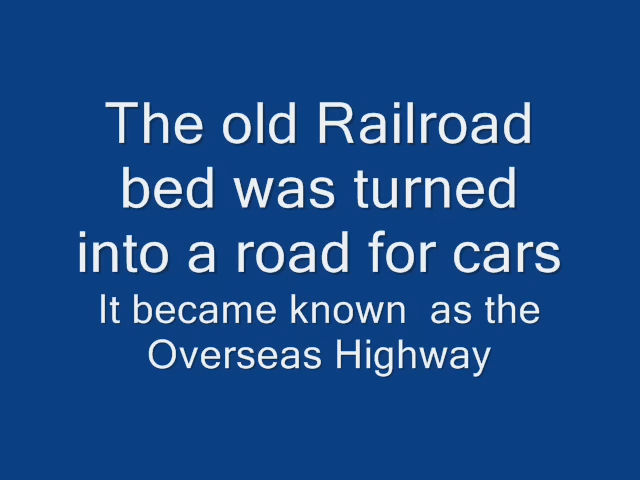 The old Railroad
bed was turned
into a road for cars
It became known  as the
Overseas Highway